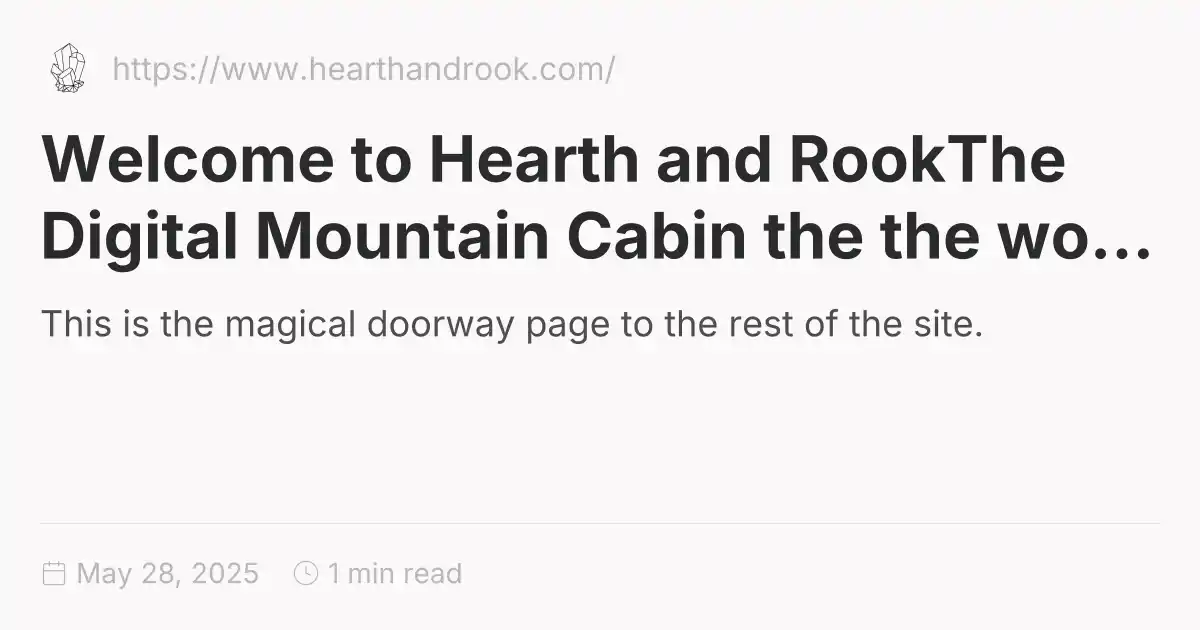 https://www.hearthandrook.com/
Welcome to Hearth and RookThe
Digital Mountain Cabin the the wo...
This is the magical doorway page to the rest of the site.
May 28, 2025 1 min read